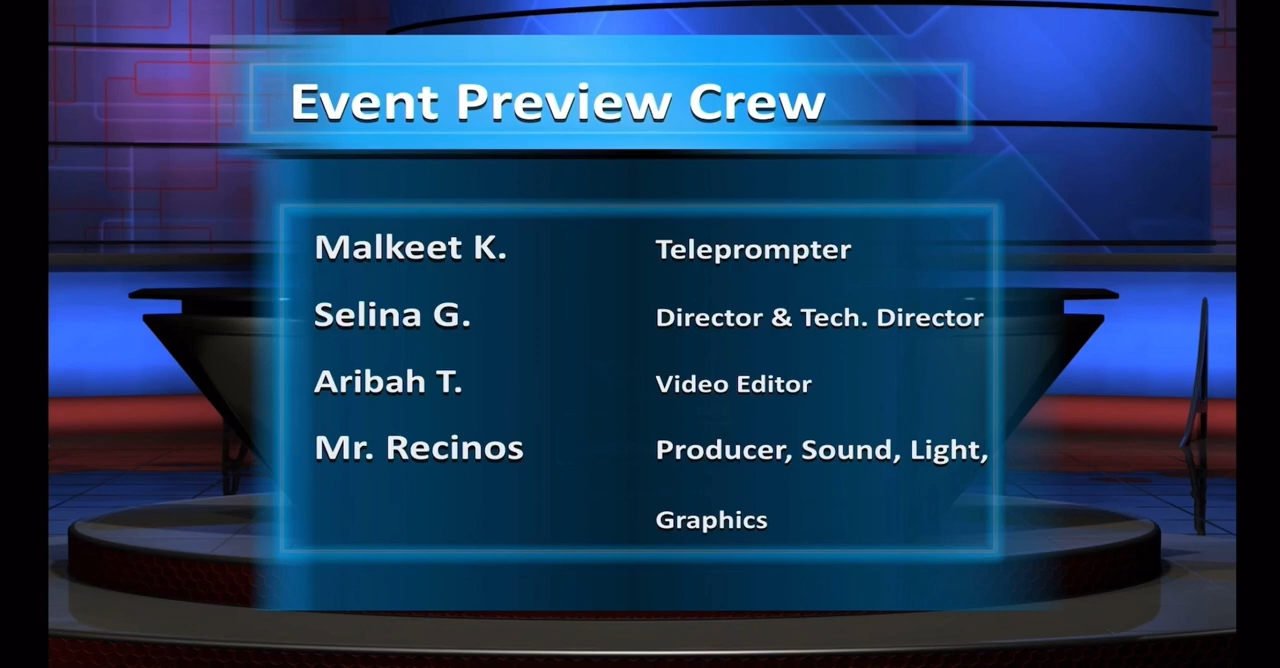 Event Preview Crew
Malkeet K. Teleprompter
Selina G. Director & Tech. Director
Aribah T. Video Editor
Mr. Recinos Producer, Sound, Light,
Graphics